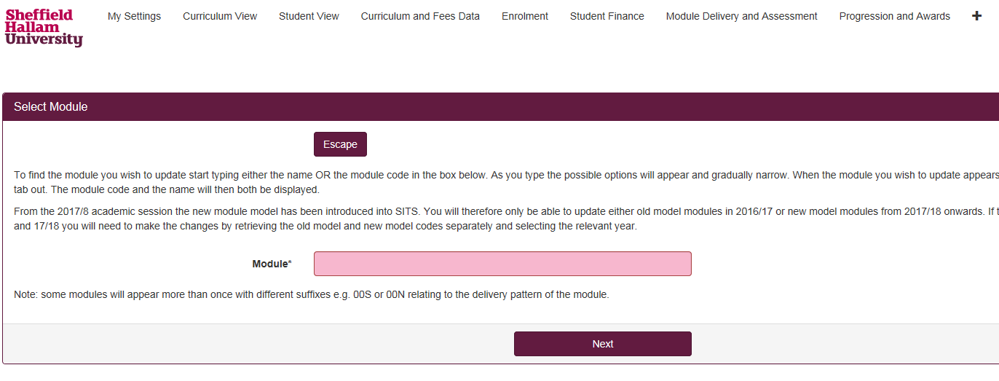 Sheffield
Hallam
University
My Settings Curriculum View Student View Curriculum and Fees Data Enrolment Student Finance Module Delivery and Assessment Progression and Awards +
Select Module
Escape
To find the module you wish to update start typing either the name OR the module code in the box below. As you type the possible options will appear and gradually narrow. When the module you wish to update appears
tab out. The module code and the name will then both be displayed.
From the 2017/8 academic session the new module model has been introduced into SITS. You will therefore only be able to update either old model modules in 2016/17 or new model modules from 2017/18 onwards. If
and 17/18 you will need to make the changes by retrieving the old model and new model codes separately and selecting the relevant year.
Module*
Note: some modules will appear more than once with different suffixes e.g. 00S or 00N relating to the delivery pattern of the module.
Next